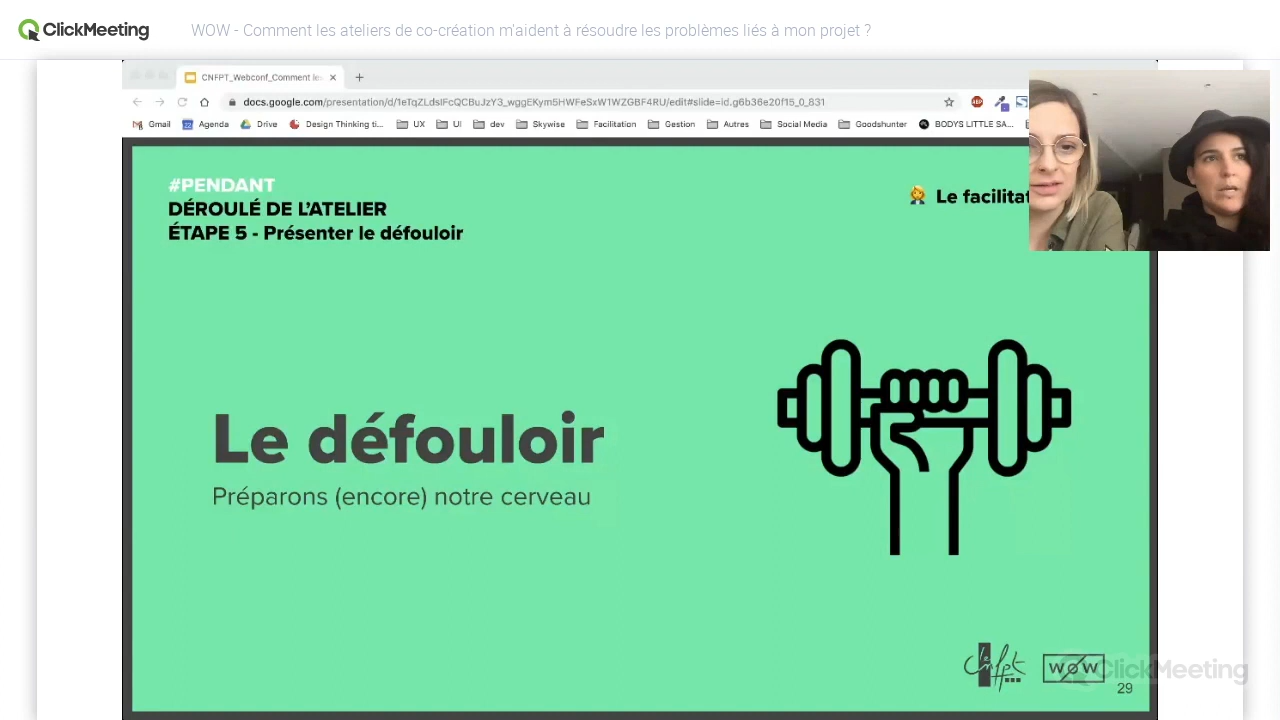 ClickMeeting
WOW - Comment les ateliers de co-création m'aident à résoudre les problèmes liés à mon projet ?
CNFPT_Webconf_Comment le
docs.google.com/presentation/d/1eTqZLdsIFcQCBuJzY3_wggEKym5HWFeSxW1WZGBF4RU/edit#slide=id.g6b36e20f15_0_831
Gmail Agenda Drive Design Thinking ti... UX UI dev Skywise Facilitation Gestion Autres Social Media Goodshunter BODYS LITTLE SA...
#PENDANT
DÉROULÉ DE L'ATELIER
ÉTAPE 5 - Présenter le défouloir
Le facilitat
Le défouloir
Préparons (encore) notre cerveau
le cnfpt
WOW
ClickMeeting
29